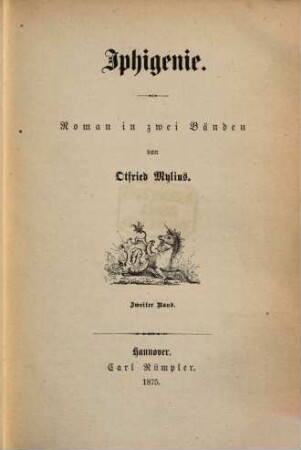 Iphigenie.
Roman in zwei Bänden
von
Otfried Mylius.
R
Zweiter Band.
Hannover.
Carl Rümpler.
1875.